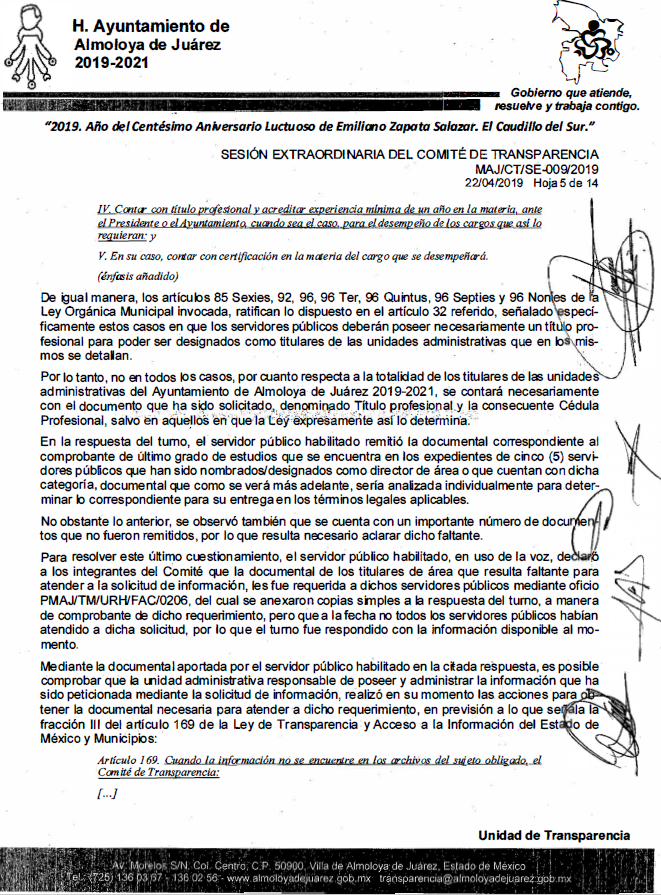 H. Ayuntamiento de
Almoloya de Juárez
2019-2021
Gobierno que atiende,
resuelve y trabaja contigo.
"2019. Año del Centésimo Aniversario Luctuoso de Emiliano Zapata Salazar. El Caudillo del Sur."
SESIÓN EXTRAORDINARIA DEL COMITÉ DE TRANSPARENCIA
MAJ/CT/SE-009/2019
22/04/2019 Hoja 5 de 14
IV. Contar con título profesional y acreditar experiencia mínima de un año en la materia, ante
el Presidente o el Ayuntamiento, cuando sea el caso, para el desempeño de los cargos que así lo
requieran; y
V. En su caso, contar con certificación en la materia del cargo que se desempeñará.
(énfasis añadido)
De igual manera, los artículos 85 Sexies, 92, 96, 96 Ter, 96 Quintus, 96 Septies y 96 Nonies de la
Ley Orgánica Municipal invocada, ratifican lo dispuesto en el artículo 32 referido, señalado específ-
icamente estos casos en que los servidores públicos deberán poseer necesariamente un título pro-
fesional para poder ser designados como titulares de las unidades administrativas que en los mis-
mos se detallan.
Por lo tanto, no en todos los casos, por cuanto respecta a la totalidad de los titulares de las unidades
administrativas del Ayuntamiento de Almoloya de Juárez 2019-2021, se contará necesariamente
con el documento que ha sido solicitado, denominado Título profesional y la consecuente Cédula
Profesional, salvo en aquellos en que la Ley expresamente así lo determina.
En la respuesta del turno, el servidor público habilitado remitió la documental correspondiente al
comprobante de último grado de estudios que se encuentra en los expedientes de cinco (5) servi-
dores públicos que han sido nombrados/designados como director de área o que cuentan con dicha
categoría, documental que como se verá más adelante, sería analizada individualmente para deter-
minar lo correspondiente para su entrega en los términos legales aplicables.
No obstante lo anterior, se observó también que se cuenta con un importante número de documen-
tos que no fueron remitidos, por lo que resulta necesario aclarar dicho faltante.
Para resolver este último cuestionamiento, el servidor público habilitado, en uso de la voz, declaró
a los integrantes del Comité que la documental de los titulares de área que resulta faltante para
atender a la solicitud de información, les fue requerida a dichos servidores públicos mediante oficio
PMAJ/TM/URH/FAC/0206, del cual se anexaron copias simples a la respuesta del turno, a manera
de comprobante de dicho requerimiento, pero que a la fecha no todos los servidores públicos habían
atendido a dicha solicitud, por lo que el turno fue respondido con la información disponible al mo-
mento.
Mediante la documental aportada por el servidor público habilitado en la citada respuesta, es posible
comprobar que la unidad administrativa responsable de poseer y administrar la información que ha
sido peticionada mediante la solicitud de información, realizó en su momento las acciones para ob-
tener la documental necesaria para atender a dicho requerimiento, en previsión a lo que señala la
fracción III del artículo 169 de la Ley de Transparencia y Acceso a la Información del Estado de
México y Municipios:
Artículo 169. Cuando la información no se encuentre en los archivos del sujeto obligado, el
Comité de Transparencia:
[...]
Unidad de Transparencia
Av. Morelos S/N. Col. Centro, C.P. 50900, Villa de Almoloya de Juárez, Estado de México
Tel.: (725) 136 03 67 - 136 02 56 - www.almoloyadejuarez.gob.mx transparencia@almoloyadejuarez.gob.mx